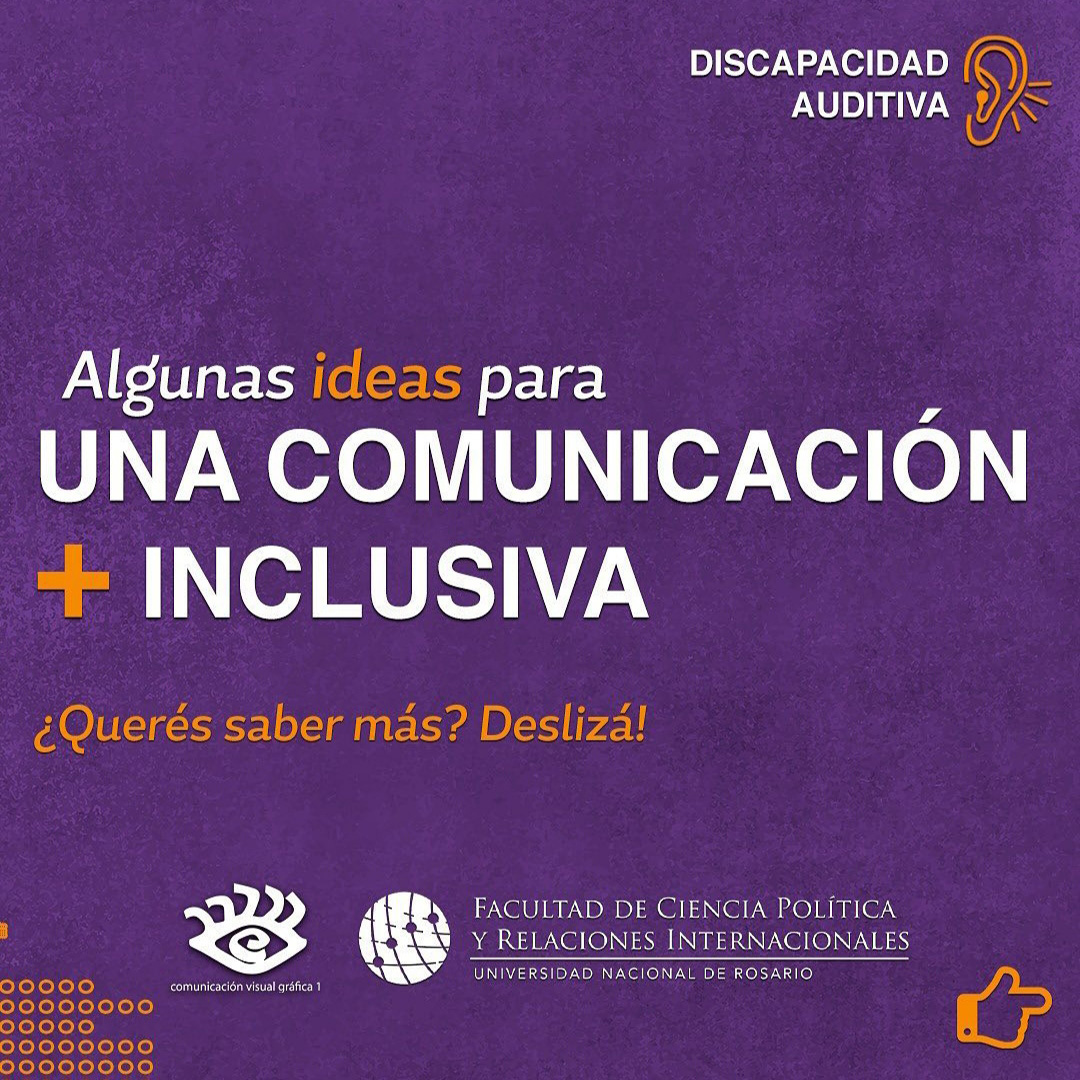 DISCAPACIDAD
AUDITIVA
Algunas ideas para
UNA COMUNICACIÓN
+ INCLUSIVA
¿Querés saber más? Deslizá!
comunicación visual gráfica 1
FACULTAD DE CIENCIA POLÍTICA
Y RELACIONES INTERNACIONALES
UNIVERSIDAD NACIONAL DE ROSARIO